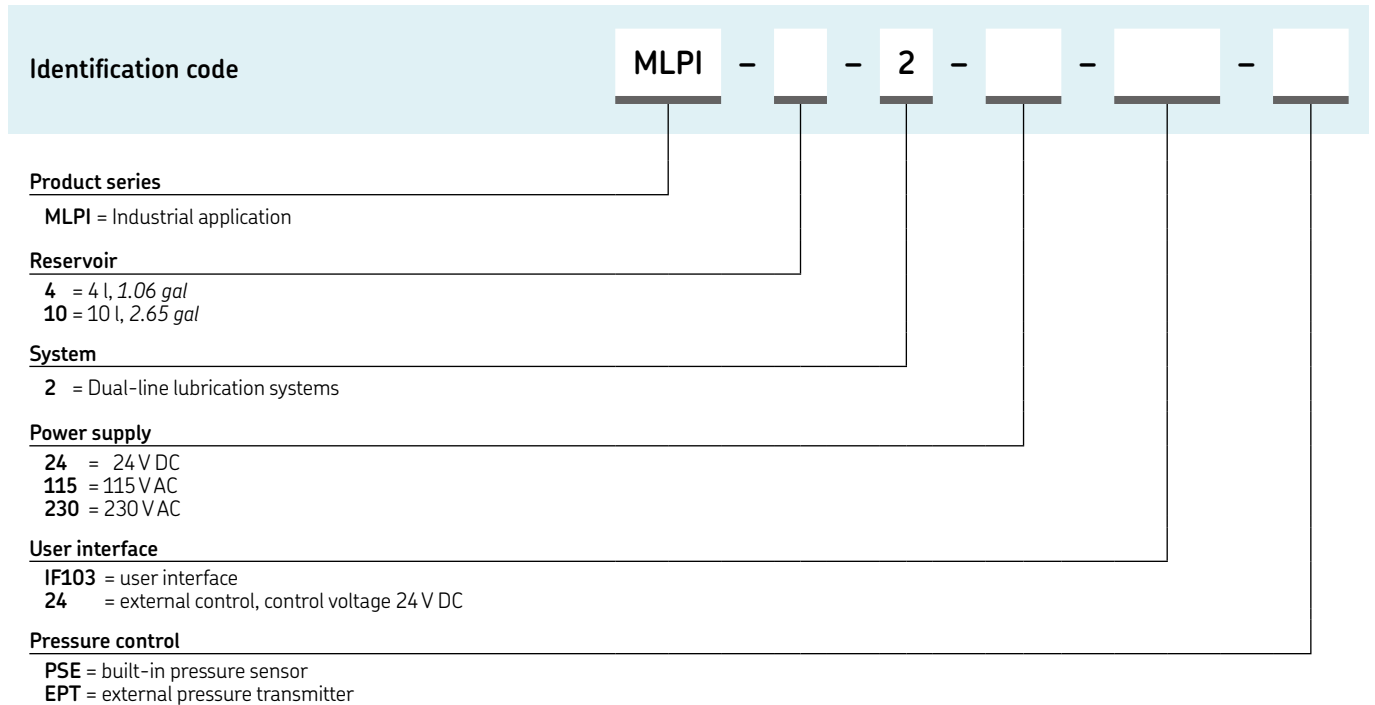 Identification code MLPI – – 2 – – –
Product series
MLPI = Industrial application
Reservoir
4 = 4 l, 1.06 gal
10 = 10 l, 2.65 gal
System
2 = Dual-line lubrication systems
Power supply
24 = 24 V DC
115 = 115 V AC
230 = 230 V AC
User interface
IF103 = user interface
24 = external control, control voltage 24 V DC
Pressure control
PSE = built-in pressure sensor
EPT = external pressure transmitter